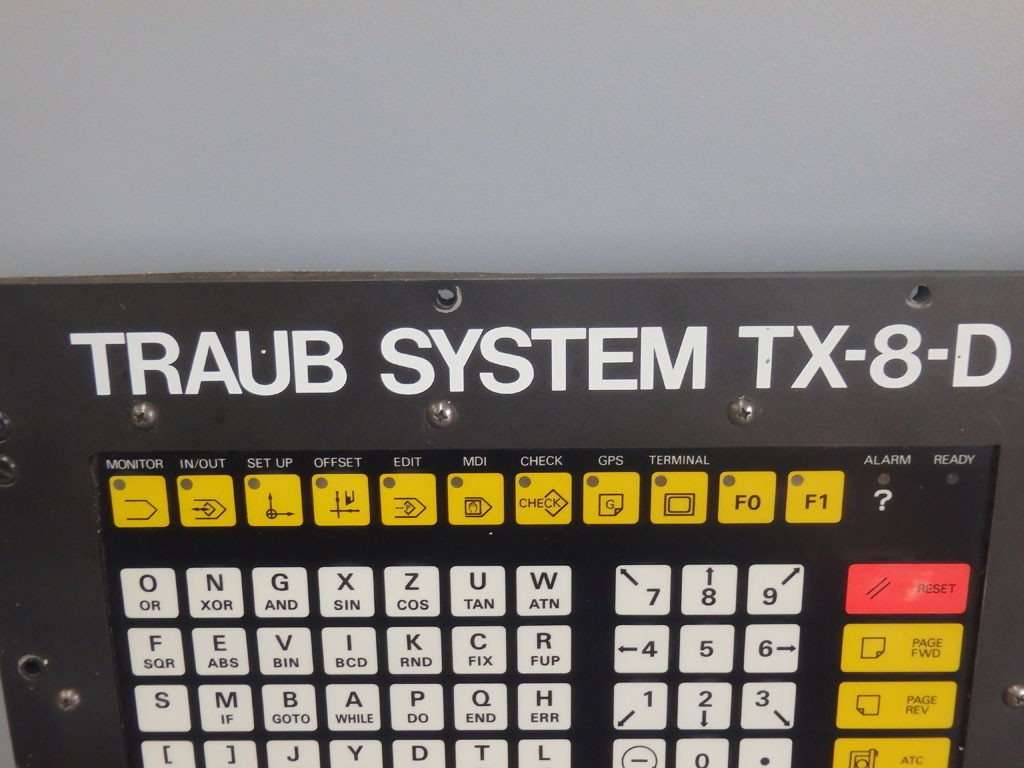 TRAUB SYSTEM TX-8-D
MONITOR IN/OUT SET UP OFFSET EDIT MDI CHECK GPS TERMINAL ALARM READY
CHECK G F0 F1 ?
O N G X Z U W 7 8 9 RESET
OR XOR AND SIN COS TAN ATN
F E V I K C R 4 5 6 PAGE
SQR ABS BIN BCD RND FIX FUP FWD
S M B A P Q H 1 2 3 PAGE
IF GOTO WHILE DO END ERR REV
[ ] J Y D T L - 0 . ATC